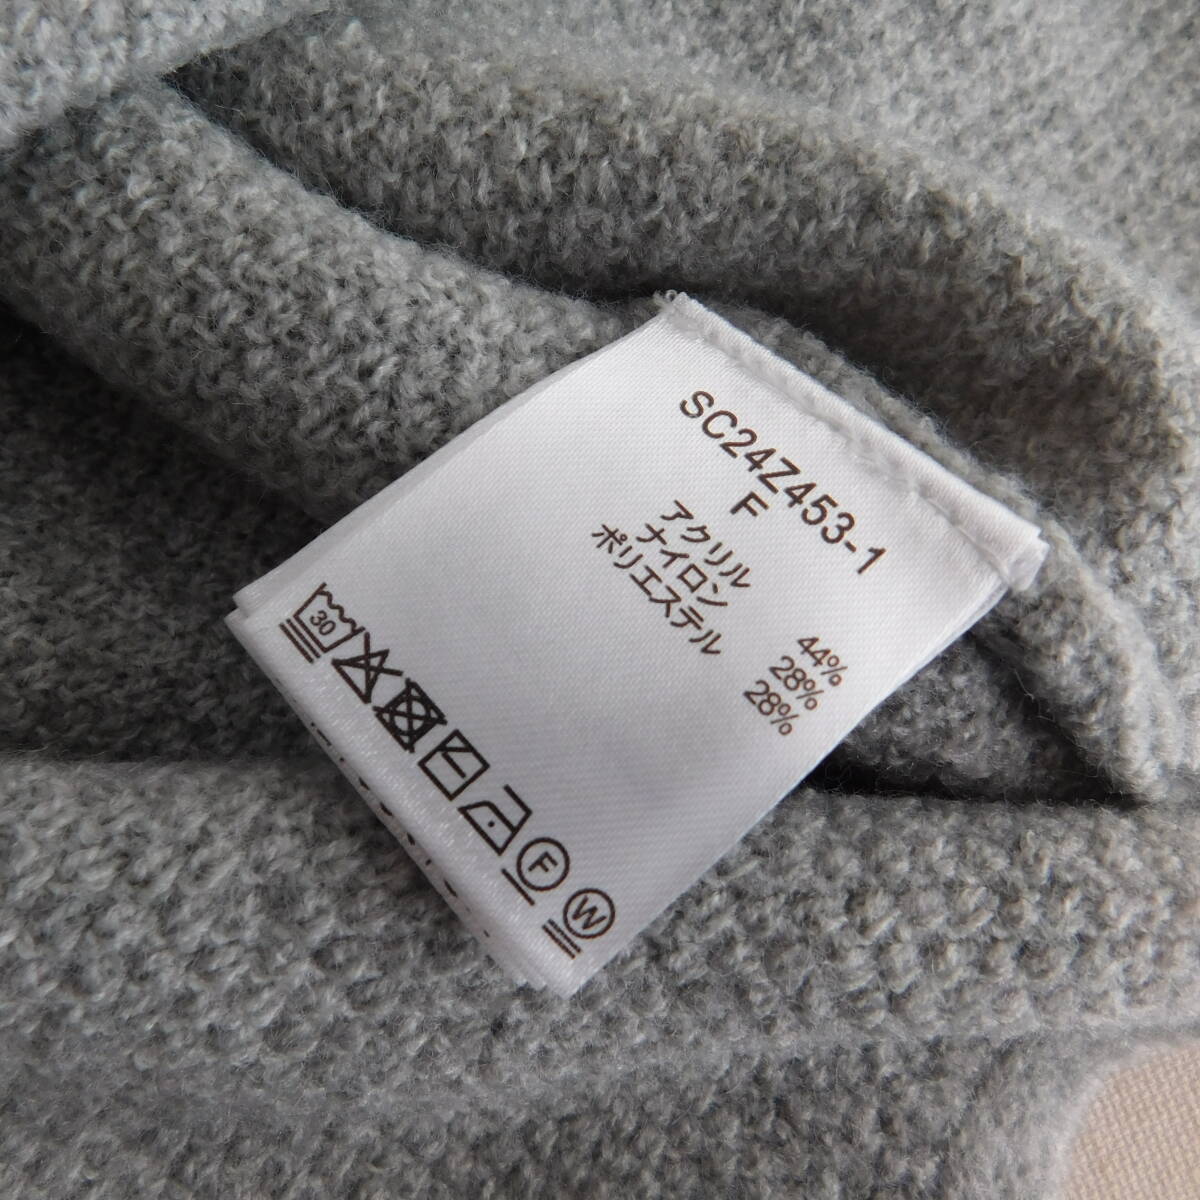 SC24Z453-1
F
アクリル 44%
ナイロン 28%
ポリエステル 28%
30
F
W